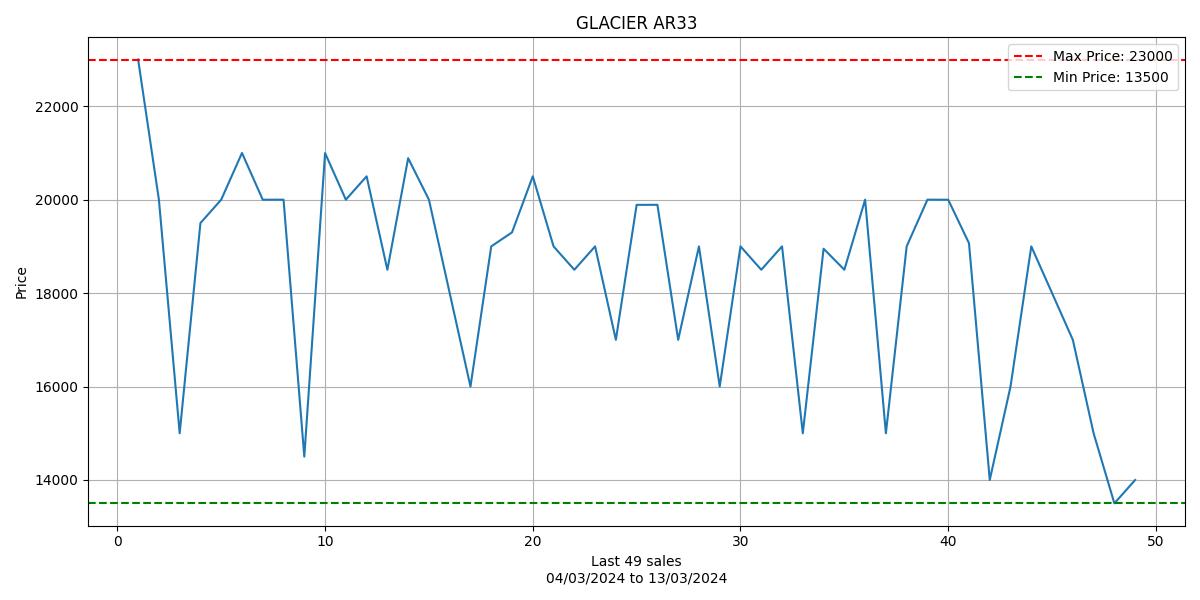 GLACIER AR33
Max Price: 23000
Min Price: 13500
22000
20000
18000
16000
14000
Price
0 10 20 30 40 50
Last 49 sales
04/03/2024 to 13/03/2024